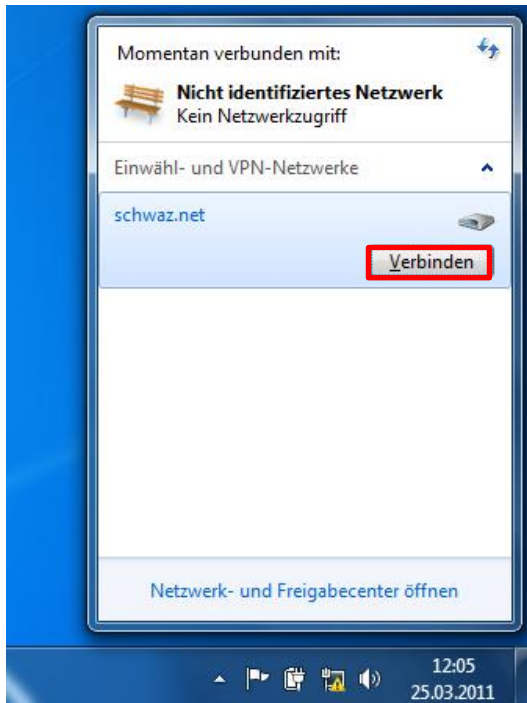 Momentan verbunden mit:
Nicht identifiziertes Netzwerk
Kein Netzwerkzugriff
Einwähl- und VPN-Netzwerke
schwaz.net
Verbinden
Netzwerk- und Freigabecenter öffnen
12:05
25.03.2011